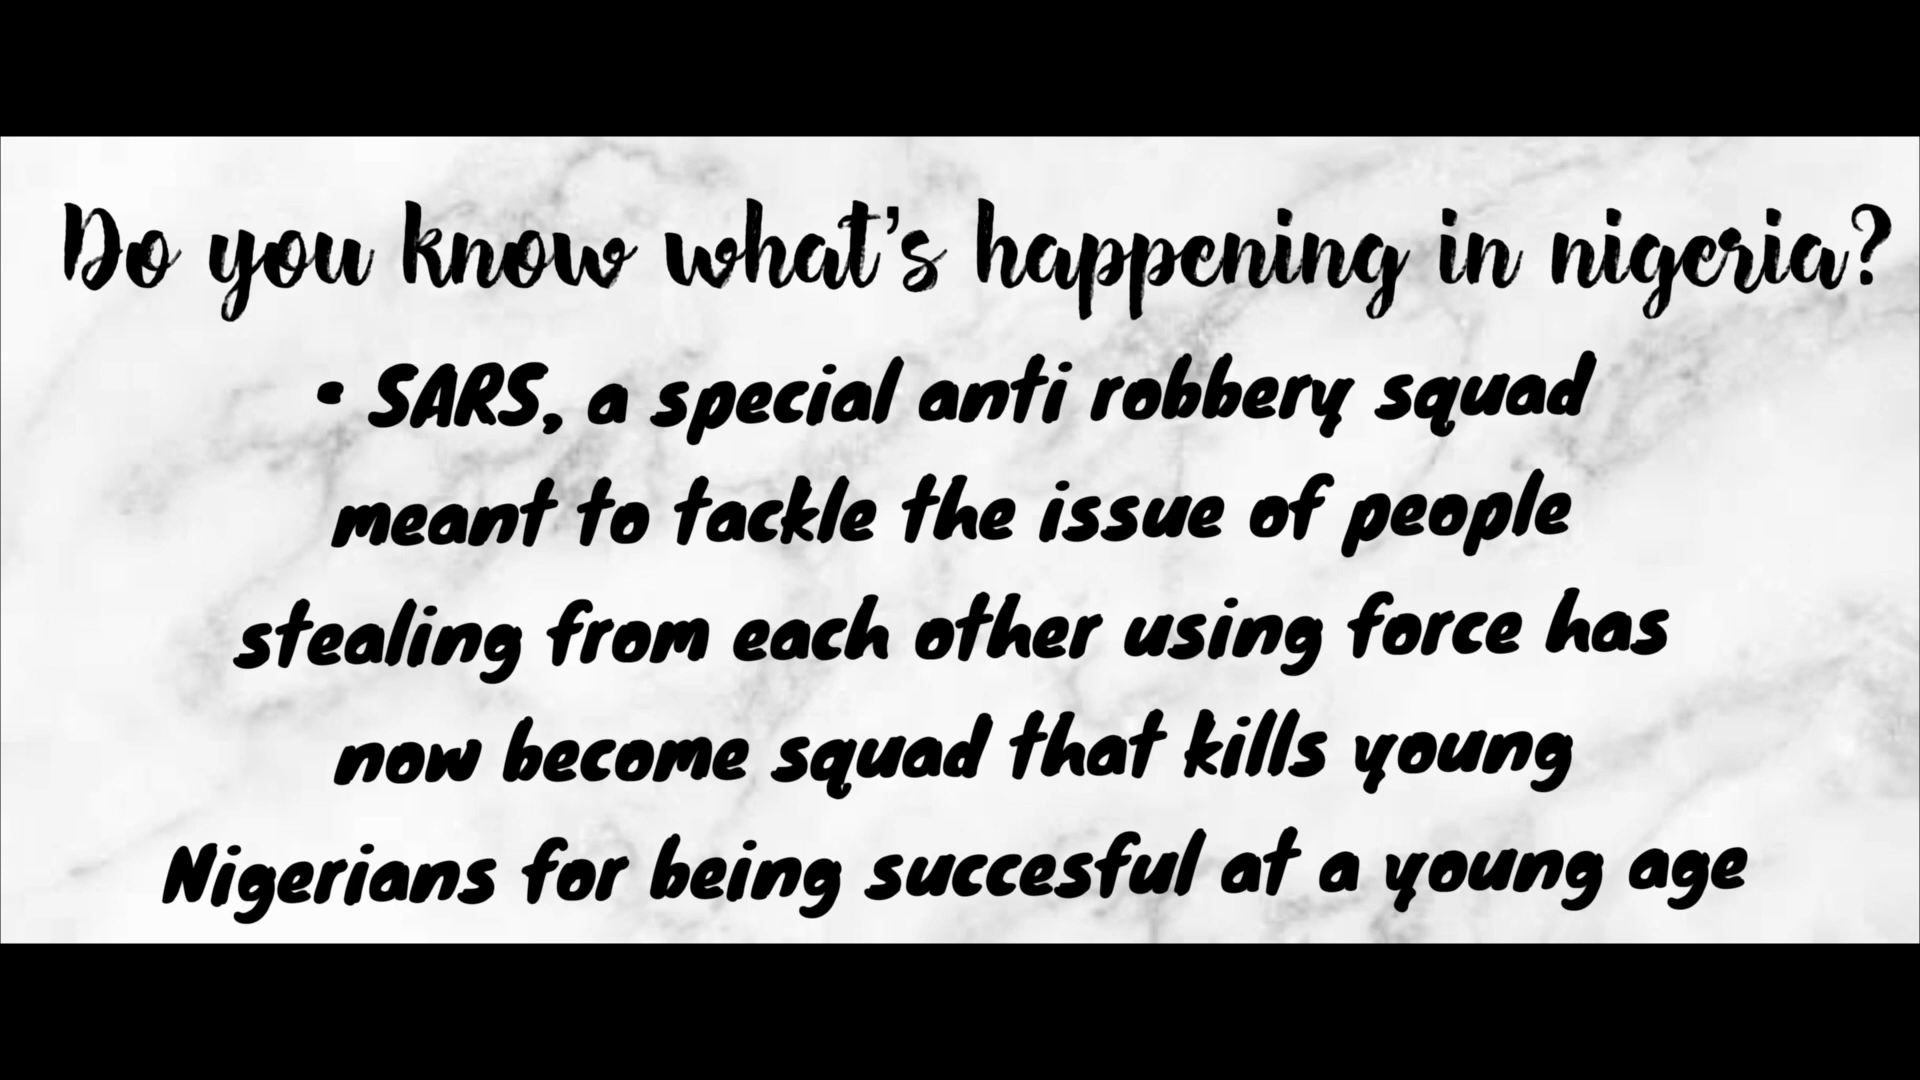 Do you know what's happening in nigeria?
• SARS, a special anti robbery squad
meant to tackle the issue of people
stealing from each other using force has
now become squad that kills young
Nigerians for being succesful at a young age